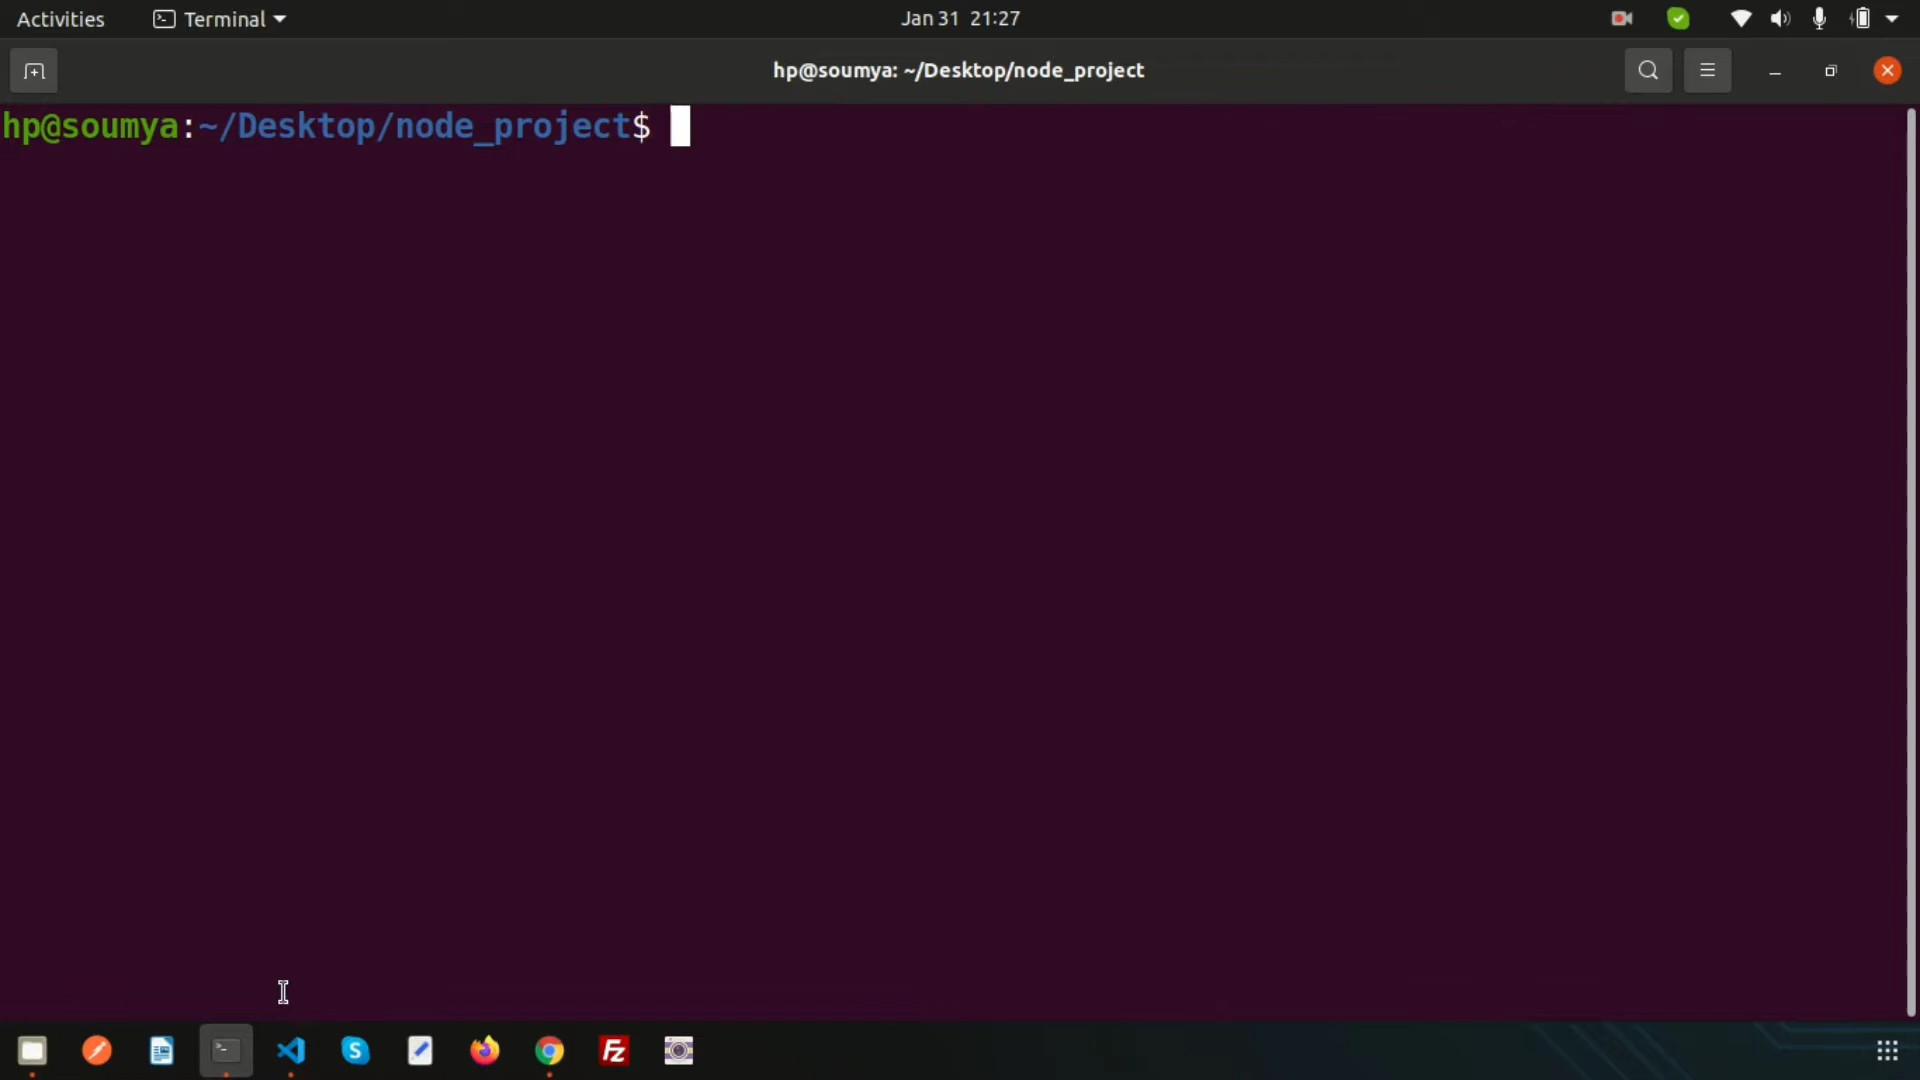 Activities
Terminal
Jan 31 21:27
hp@soumya: ~/Desktop/node_project
hp@soumya:~/Desktop/node_project$